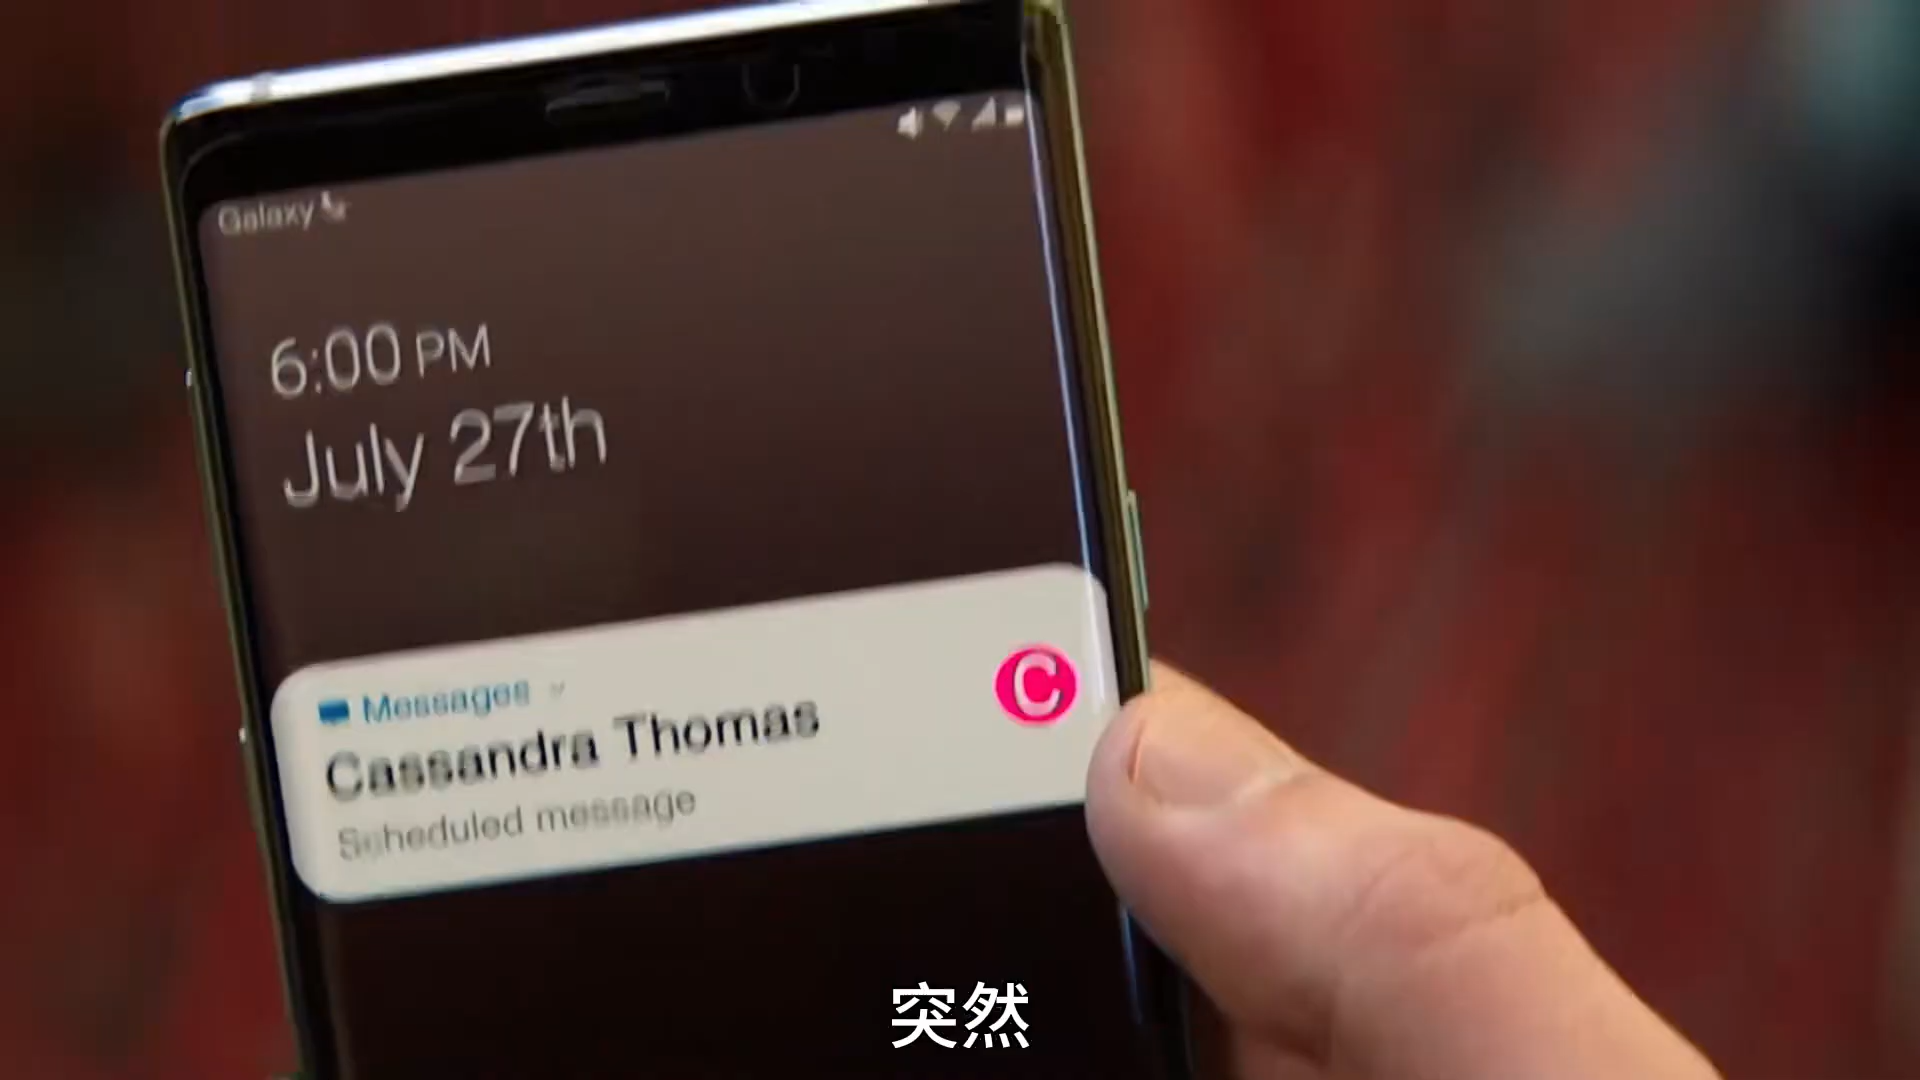 Galaxy
6:00 PM
July 27th
Messages
Cassandra Thomas
Scheduled message
C
突然